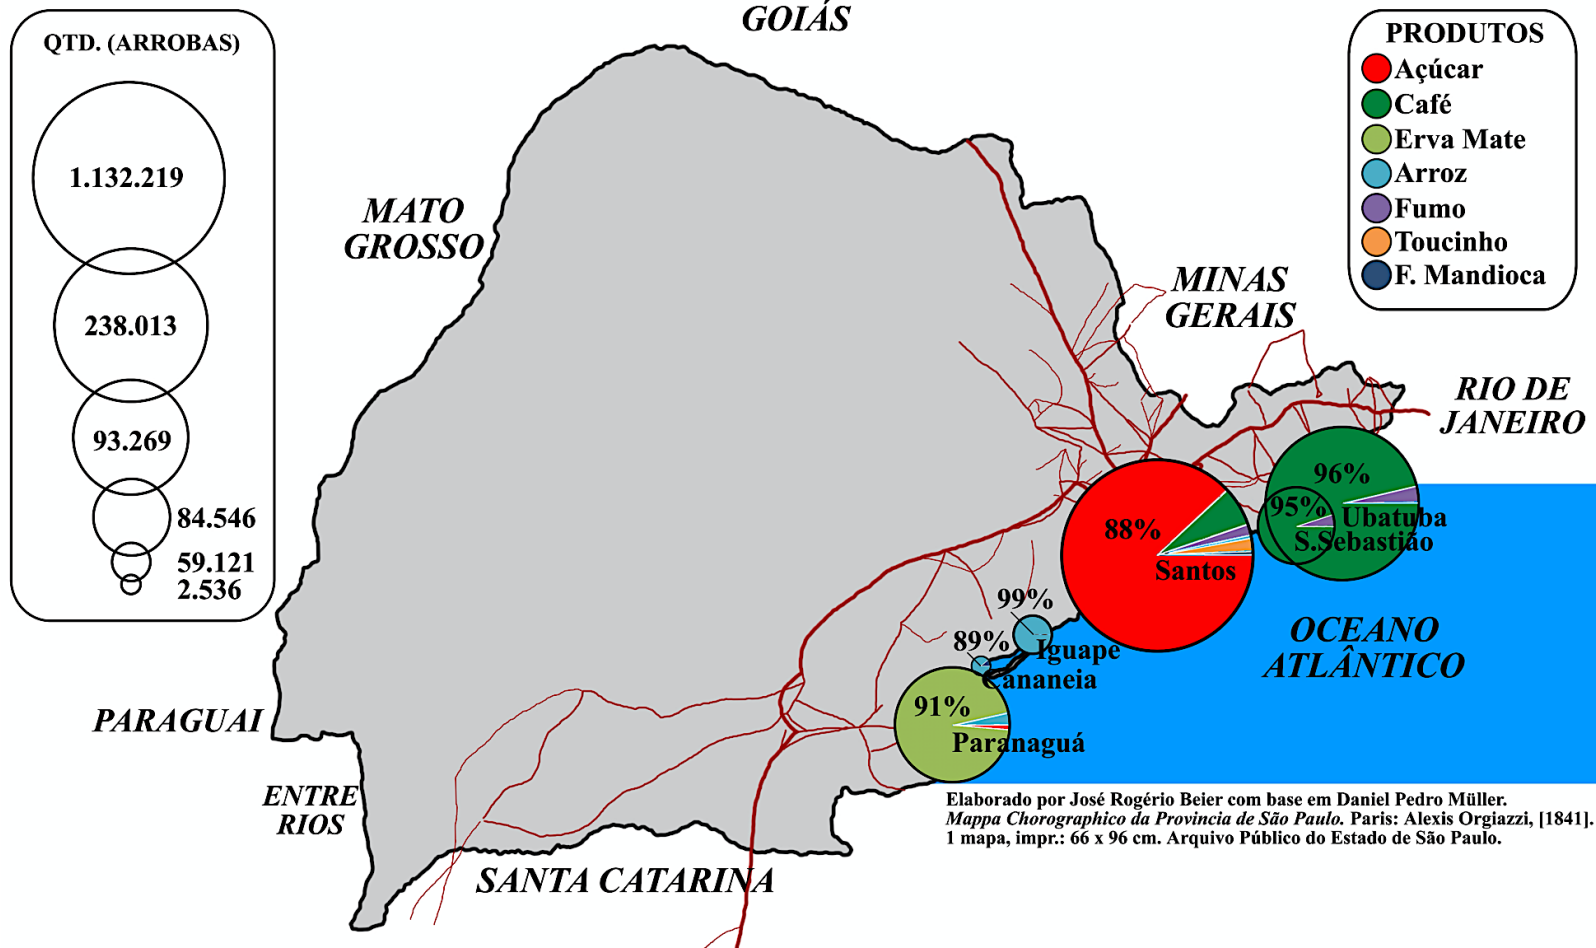 QTD. (ARROBAS)
1.132.219
238.013
93.269
84.546
59.121
2.536
GOIÁS
MATO
GROSSO
MINAS
GERAIS
RIO DE
JANEIRO
PRODUTOS
Açúcar
Café
Erva Mate
Arroz
Fumo
Toucinho
F. Mandioca
96%
95%
Ubatuba
S.Sebastião
88%
Santos
99%
Iguape
89%
Cananeia
91%
Paranaguá
OCEANO
ATLÂNTICO
PARAGUAI
ENTRE
RIOS
SANTA CATARINA
Elaborado por José Rogério Beier com base em Daniel Pedro Müller.
Mappa Chorographico da Provincia de São Paulo. Paris: Alexis Orgiazzi, [1841].
1 mapa, impr.: 66 x 96 cm. Arquivo Público do Estado de São Paulo.